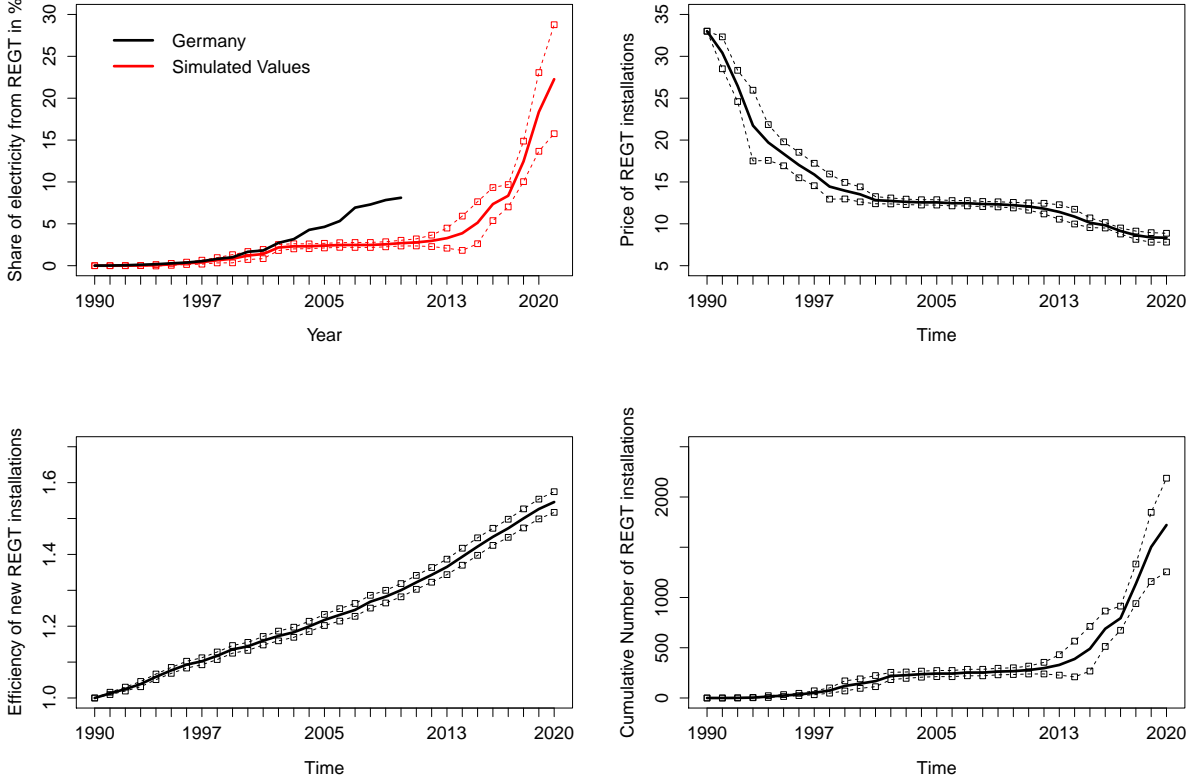 Share of electricity from REGT in %
30
25
20
15
10
5
0
Germany
Simulated Values
1990 1997 2005 2013 2020
Year
Price of REGT installations
35
30
25
20
15
10
5
1990 1997 2005 2013 2020
Time
Efficiency of new REGT installations
1.6
1.4
1.2
1.0
1990 1997 2005 2013 2020
Time
Cumulative Number of REGT installations
2000
1000
500
0
1990 1997 2005 2013 2020
Time